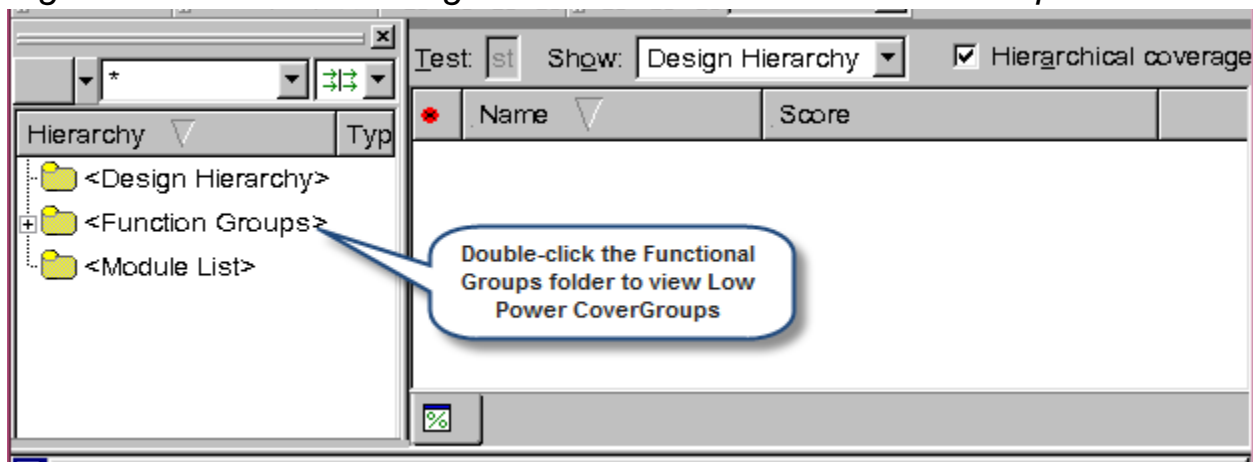 Test: st Show: Design Hierarchy Hierarchical coverage
*
Hierarchy Typ
Name Score
<Design Hierarchy>
<Function Groups>
<Module List>
Double-click the Functional
Groups folder to view Low
Power CoverGroups
%